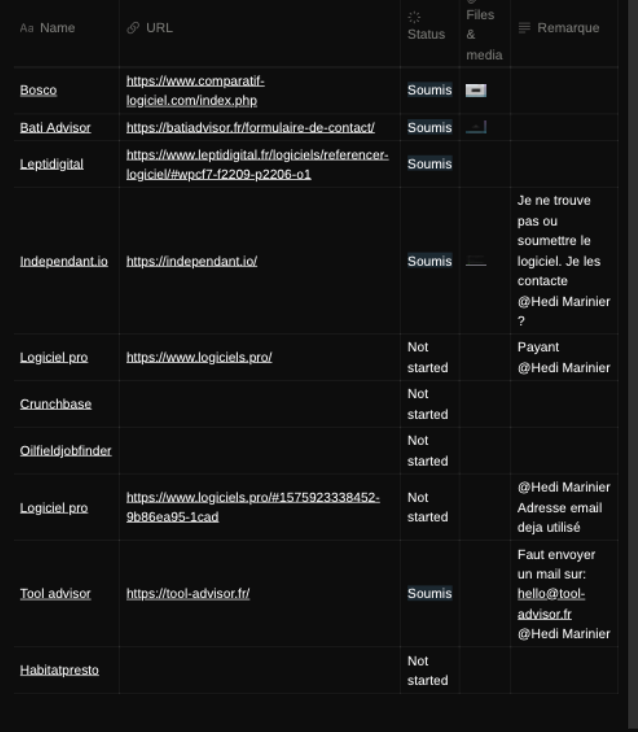 Aa Name
URL
Status
Files
&
media
Remarque
Bosco
https://www.comparatif-
logiciel.com/index.php
Soumis
Bati Advisor
https://batiadvisor.fr/formulaire-de-contact/
Soumis
Leptidigital
https://www.leptidigital.fr/logiciels/referencer-
logiciel/#wpcf7-f2209-p2206-o1
Soumis
Independant.io
https://independant.io/
Soumis
Je ne trouve
pas ou
soumettre le
logiciel. Je les
contacte
@Hedi Marinier
?
Logiciel pro
https://www.logiciels.pro/
Not
started
Payant
@Hedi Marinier
Crunchbase
Not
started
Oilfieldjobfinder
Not
started
Logiciel pro
https://www.logiciels.pro/#1575923338452-
9b86ea95-1cad
Not
started
@Hedi Marinier
Adresse email
deja utilisé
Tool advisor
https://tool-advisor.fr/
Soumis
Faut envoyer
un mail sur:
hello@tool-
advisor.fr
@Hedi Marinier
Habitatpresto
Not
started